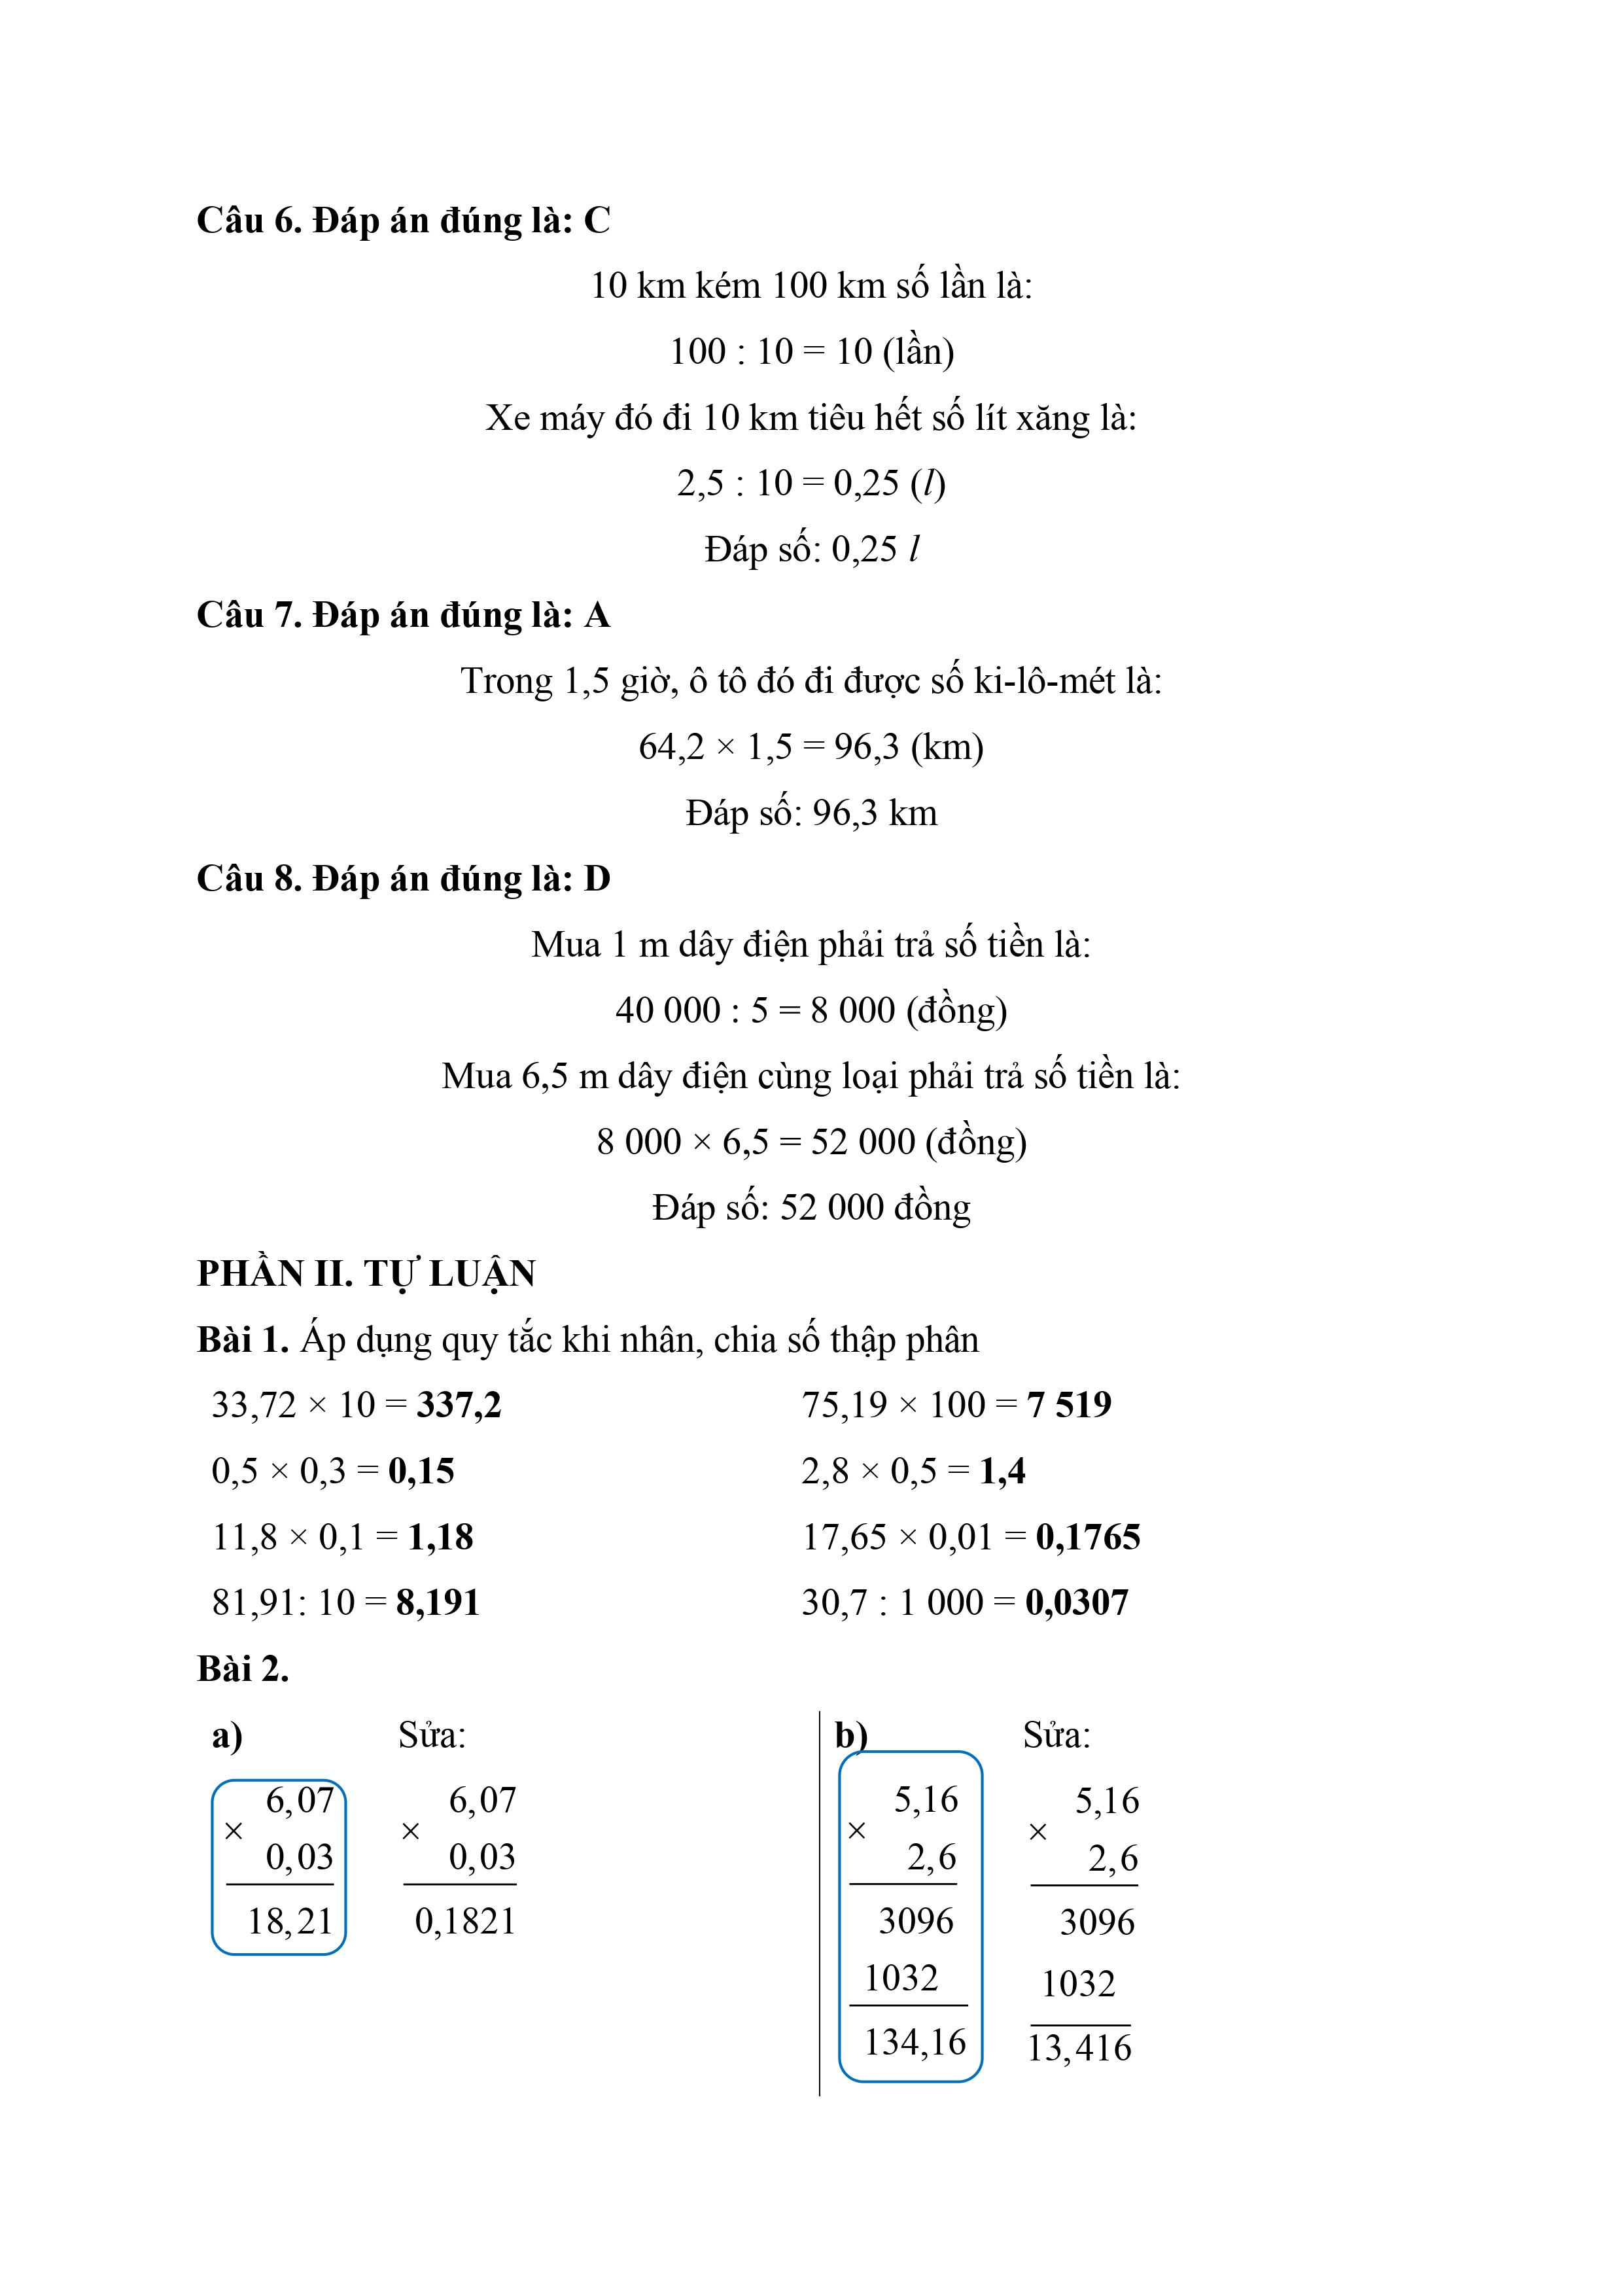 Câu 6. Đáp án đúng là: C
10 km kém 100 km số lần là:
100 : 10 = 10 (lần)
Xe máy đó đi 10 km tiêu hết số lít xăng là:
2,5 : 10 = 0,25 (l)
Đáp số: 0,25 l
Câu 7. Đáp án đúng là: A
Trong 1,5 giờ, ô tô đó đi được số ki-lô-mét là:
64,2 × 1,5 = 96,3 (km)
Đáp số: 96,3 km
Câu 8. Đáp án đúng là: D
Mua 1 m dây điện phải trả số tiền là:
40 000 : 5 = 8 000 (đồng)
Mua 6,5 m dây điện cùng loại phải trả số tiền là:
8 000 × 6,5 = 52 000 (đồng)
Đáp số: 52 000 đồng
PHẦN II. TỰ LUẬN
Bài 1. Áp dụng quy tắc khi nhân, chia số thập phân
33,72 × 10 = 337,2 75,19 × 100 = 7 519
0,5 × 0,3 = 0,15 2,8 × 0,5 = 1,4
11,8 × 0,1 = 1,18 17,65 × 0,01 = 0,1765
81,91: 10 = 8,191 30,7 : 1 000 = 0,0307
Bài 2.
a) Sửa: b) Sửa:
6,07 6,07 5,16 5,16
× × × ×
0,03 0,03 2,6 2,6
18,21 0,1821 3096 3096
1032 1032
134,16 13,416